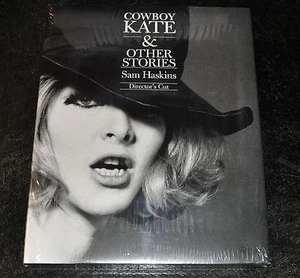 COWBOY
KATE
&
OTHER
STORIES
Sam Haskins
Director's Cut